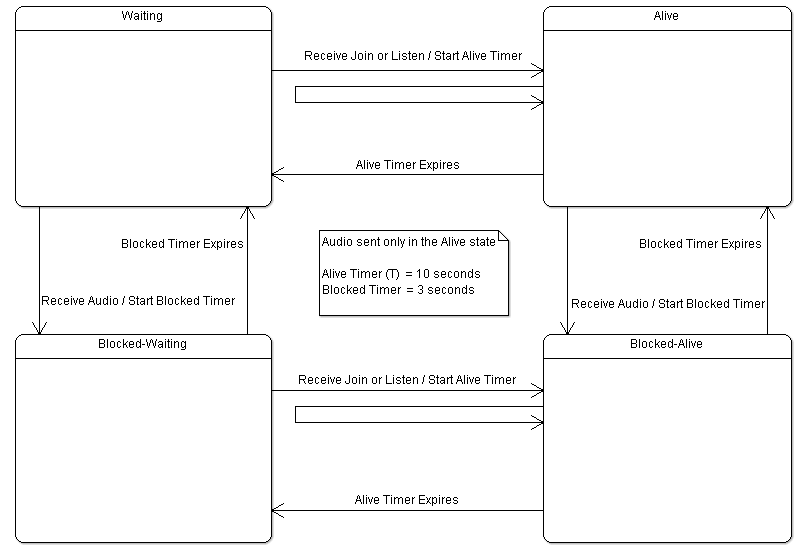 Waiting
Alive
Receive Join or Listen / Start Alive Timer
Alive Timer Expires
Blocked Timer Expires
Receive Audio / Start Blocked Timer
Audio sent only in the Alive state
Alive Timer (T) = 10 seconds
Blocked Timer = 3 seconds
Blocked Timer Expires
Receive Audio / Start Blocked Timer
Blocked-Waiting
Blocked-Alive
Receive Join or Listen / Start Alive Timer
Alive Timer Expires